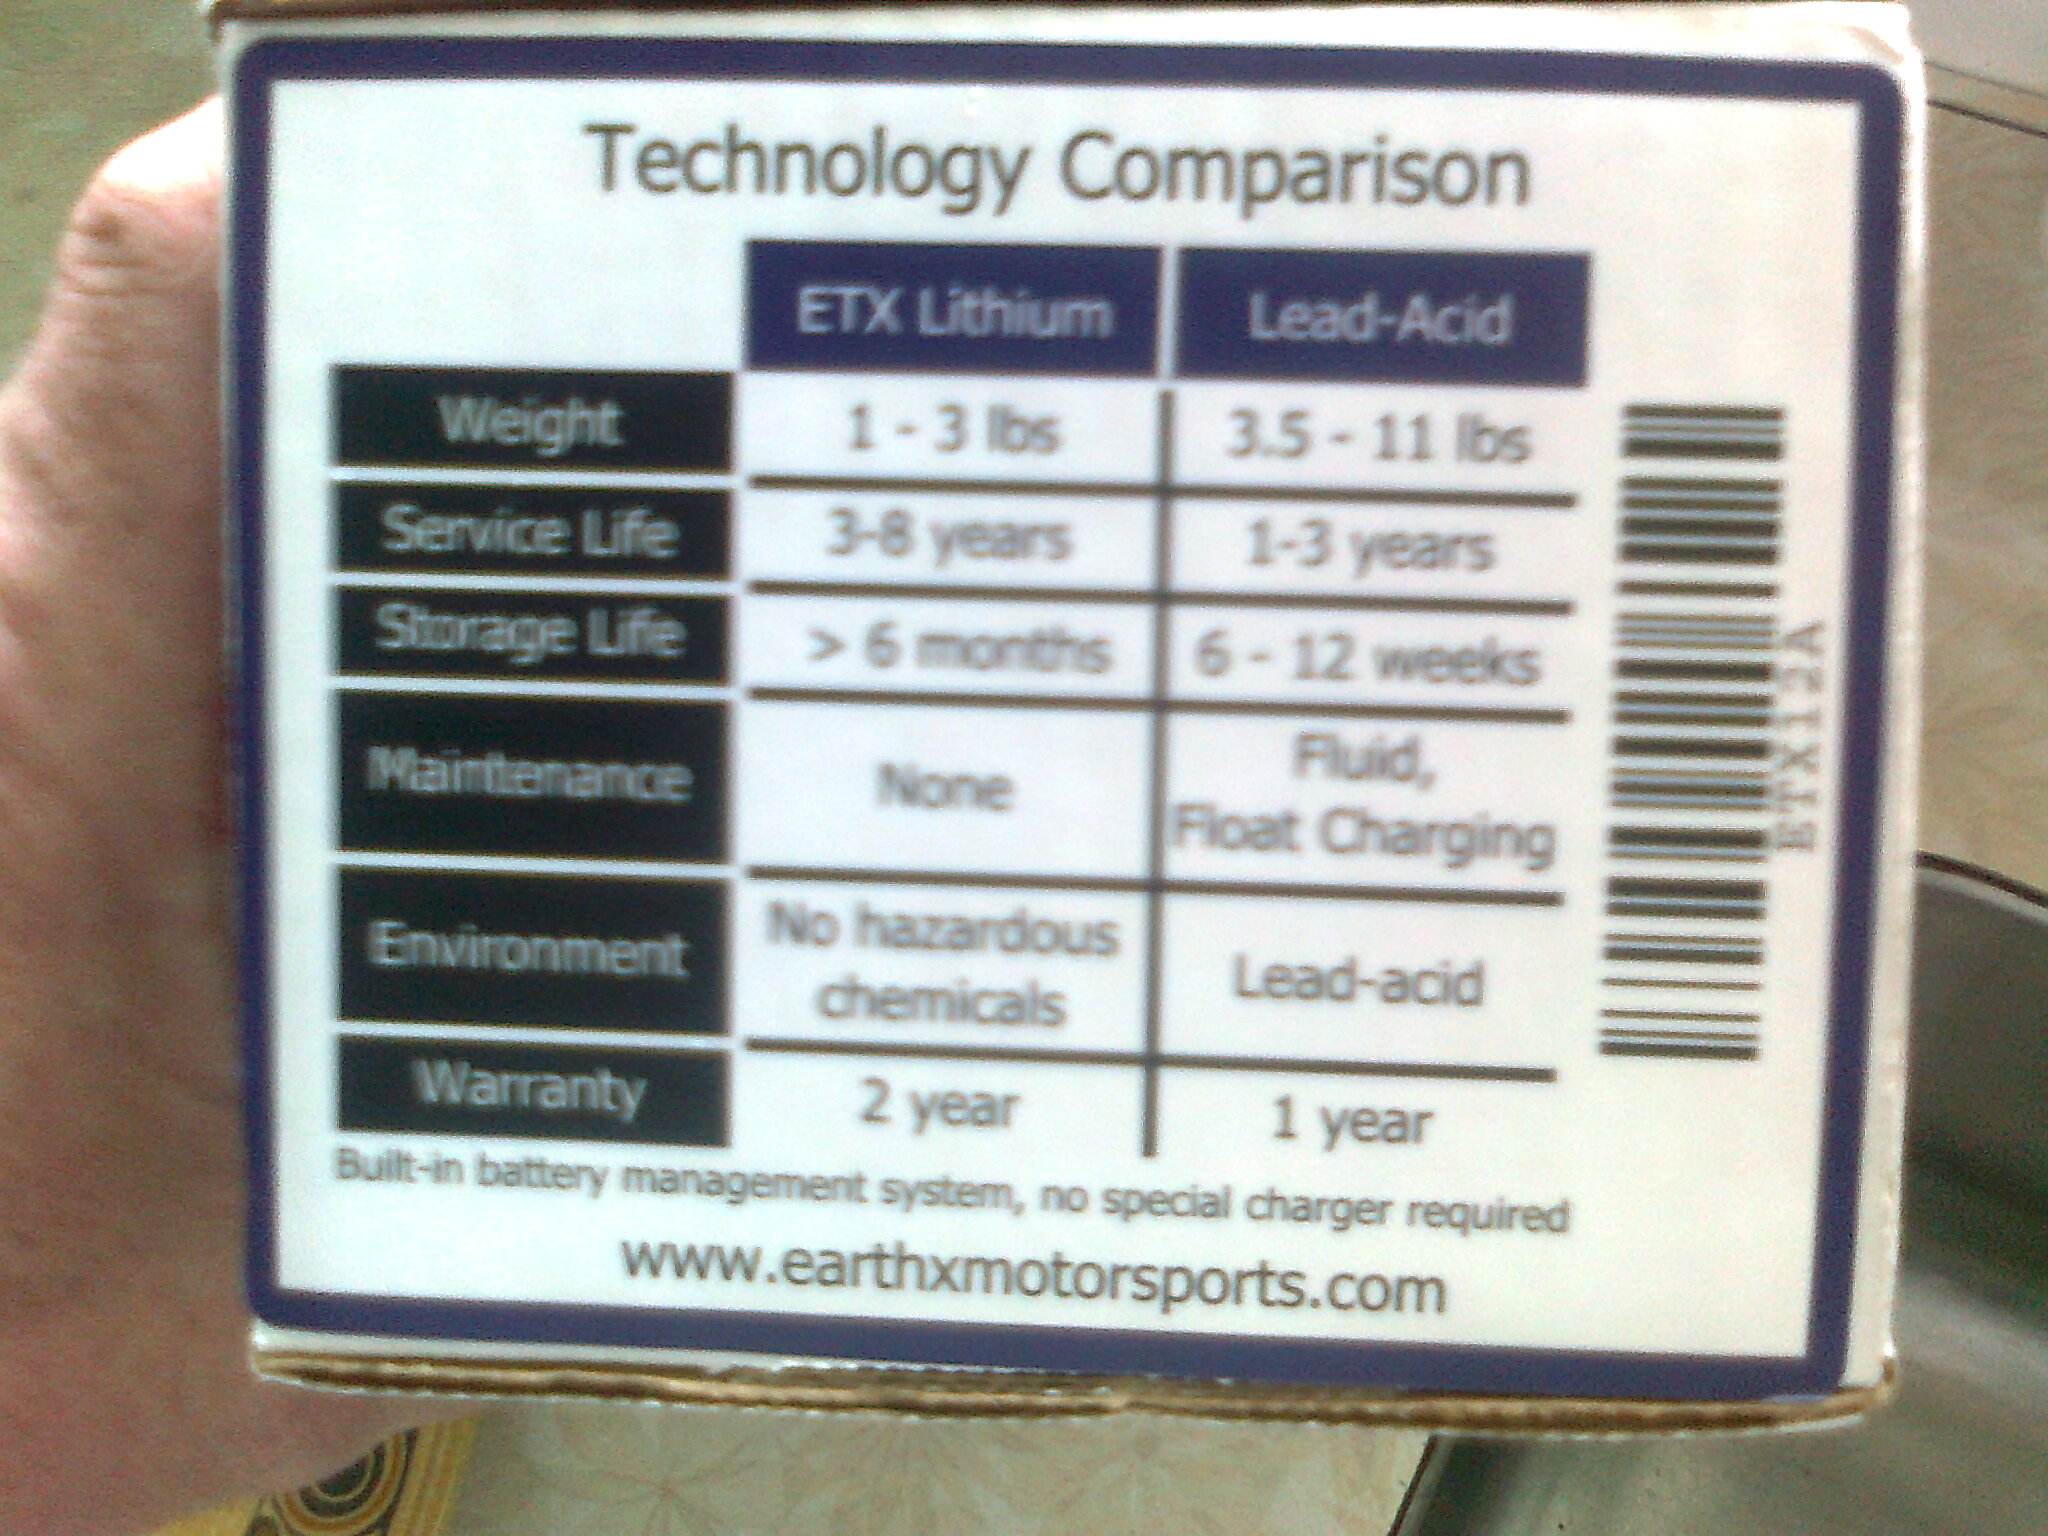 Technology Comparison
ETX Lithium Lead-Acid
Weight 1 - 3 lbs 3.5 - 11 lbs
Service Life 3-8 years 1-3 years
Storage Life > 6 months 6 - 12 weeks
Maintenance None Fluid,
Float Charging
Environment No hazardous
chemicals Lead-acid
Warranty 2 year 1 year
Built-in battery management system, no special charger required
www.earthxmotorsports.com
ETX12A